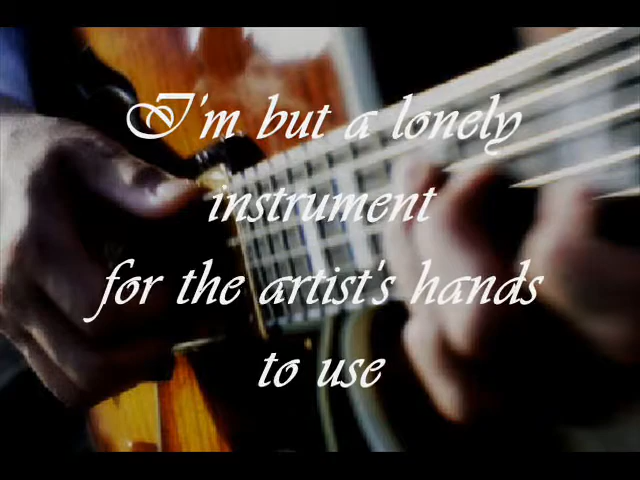 I'm but a lonely
instrument
for the artist's hands
to use